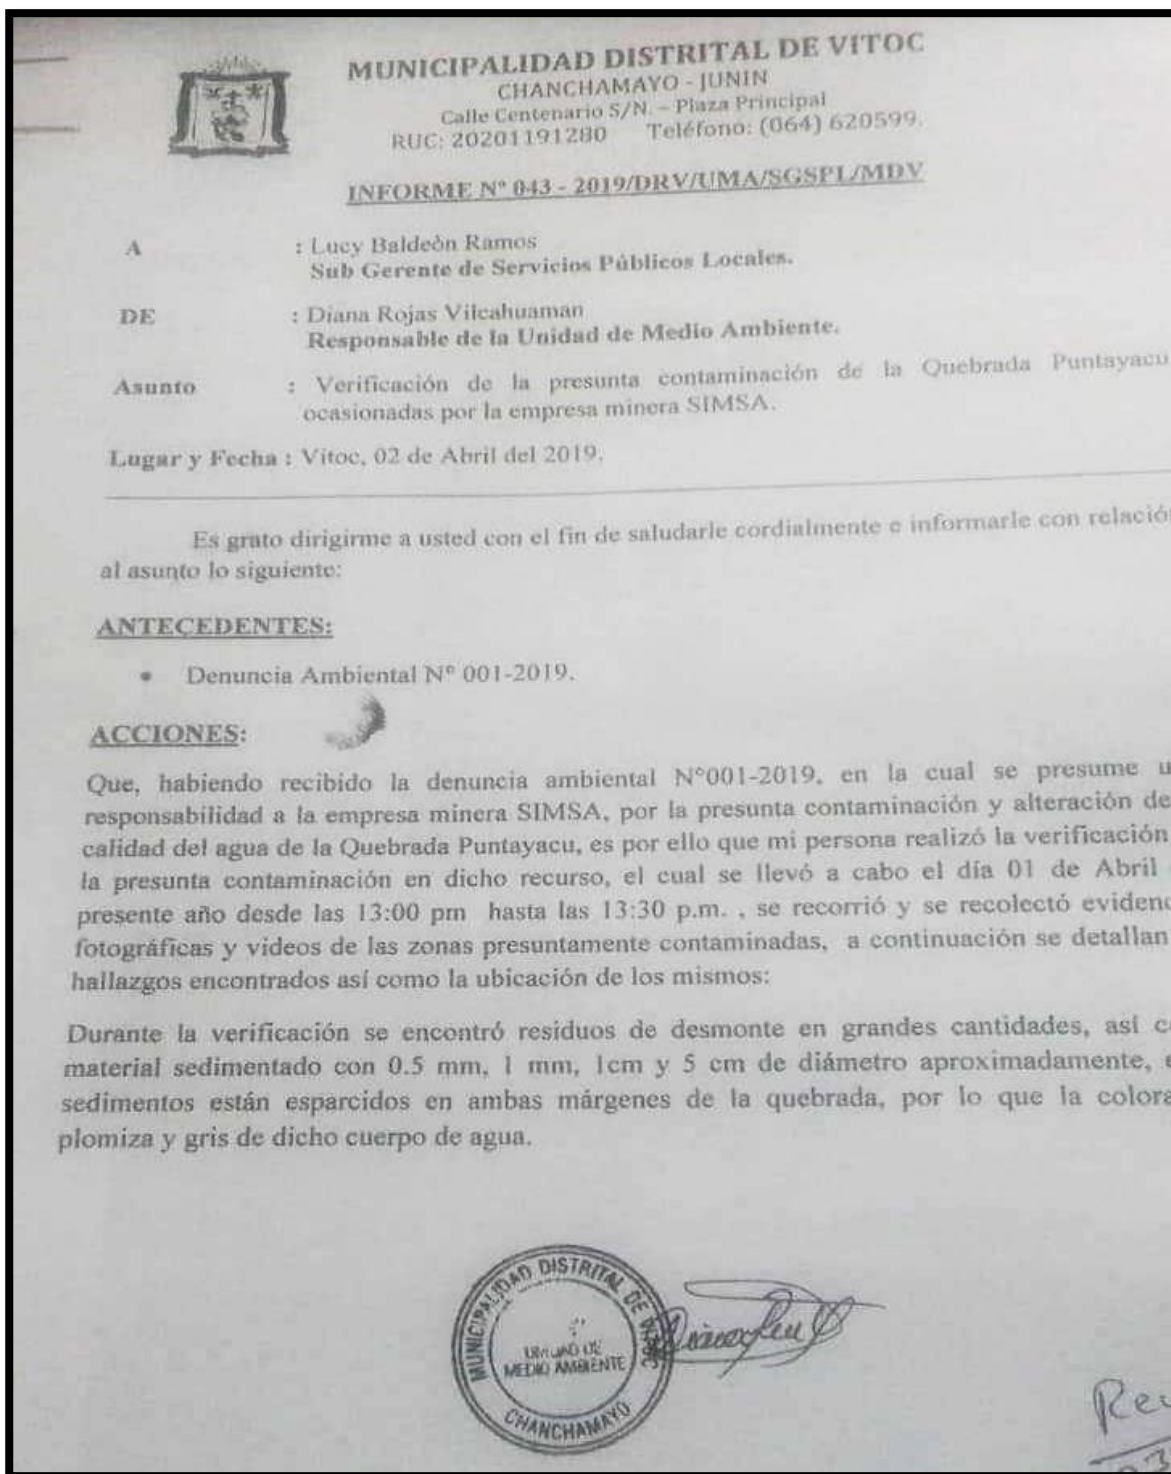 MUNICIPALIDAD DISTRITAL DE VITOC
CHANCHAMAYO - JUNIN
Calle Centenario S/N. - Plaza Principal
RUC: 20201191280 Teléfono: (064) 620599.
INFORME Nº 043 - 2019/DRV/UMA/SGSPL/MDV
A : Lucy Baldeòn Ramos
Sub Gerente de Servicios Públicos Locales.
DE : Diana Rojas Vilcahuaman
Responsable de la Unidad de Medio Ambiente.
Asunto : Verificación de la presunta contaminación de la Quebrada Puntayacu
ocasionadas por la empresa minera SIMSA.
Lugar y Fecha : Vitoc, 02 de Abril del 2019.
Es grato dirigirme a usted con el fin de saludarle cordialmente e informarle con relación
al asunto lo siguiente:
ANTECEDENTES:
• Denuncia Ambiental Nº 001-2019.
ACCIONES:
Que, habiendo recibido la denuncia ambiental N°001-2019, en la cual se presume u
responsabilidad a la empresa minera SIMSA, por la presunta contaminación y alteración de
calidad del agua de la Quebrada Puntayacu, es por ello que mi persona realizó la verificación
la presunta contaminación en dicho recurso, el cual se llevó a cabo el día 01 de Abril
presente año desde las 13:00 pm hasta las 13:30 p.m. , se recorrió y se recolectó evidenc
fotográficas y videos de las zonas presuntamente contaminadas, a continuación se detallan
hallazgos encontrados así como la ubicación de los mismos:
Durante la verificación se encontró residuos de desmonte en grandes cantidades, así c
material sedimentado con 0.5 mm, 1 mm, 1cm y 5 cm de diámetro aproximadamente, e
sedimentos están esparcidos en ambas márgenes de la quebrada, por lo que la colora
plomiza y gris de dicho cuerpo de agua.
MUNICIPALIDAD DISTRITAL DE VITOC
UNIDAD DE
MEDIO AMBIENTE
CHANCHAMAYO